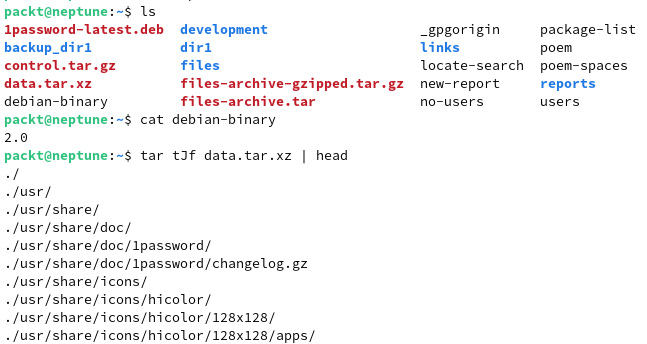 packt@neptune:~$ ls
1password-latest.deb  development                   _gpgorigin     package-list
backup_dir1           dir1                          links          poem
control.tar.gz        files                         locate-search  poem-spaces
data.tar.xz           files-archive-gzipped.tar.gz  new-report     reports
debian-binary         files-archive.tar             no-users       users
packt@neptune:~$ cat debian-binary
2.0
packt@neptune:~$ tar tJf data.tar.xz | head
./
./usr/
./usr/share/
./usr/share/doc/
./usr/share/doc/1password/
./usr/share/doc/1password/changelog.gz
./usr/share/icons/
./usr/share/icons/hicolor/
./usr/share/icons/hicolor/128x128/
./usr/share/icons/hicolor/128x128/apps/